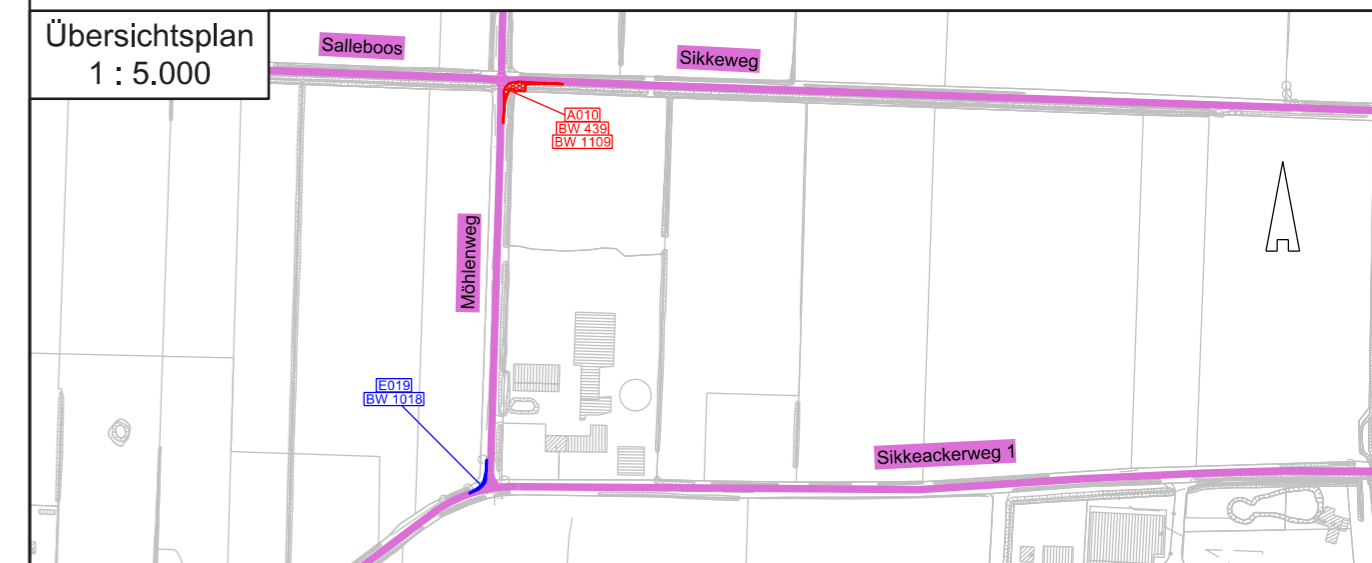 Übersichtsplan
1 : 5.000
Salleboos
Sikkeweg
A010
BW 439
BW 1109
Möhlenweg
E019
BW 1018
Sikkeackerweg 1